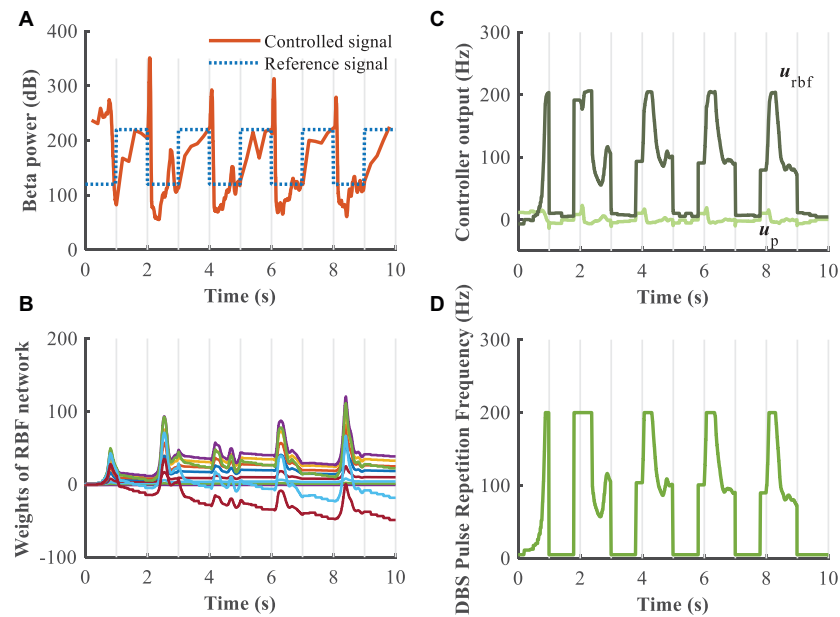 A
400
300
200
100
0
Beta power (dB)
Controlled signal
Reference signal
0 2 4 6 8 10
Time (s)
B
200
100
0
-100
Weights of RBF network
0 2 4 6 8 10
Time (s)
C
300
200
100
0
Controller output (Hz)
u rbf
u p
0 2 4 6 8 10
Time (s)
D
300
200
100
0
DBS Pulse Repetition Frequency (Hz)
0 2 4 6 8 10
Time (s)